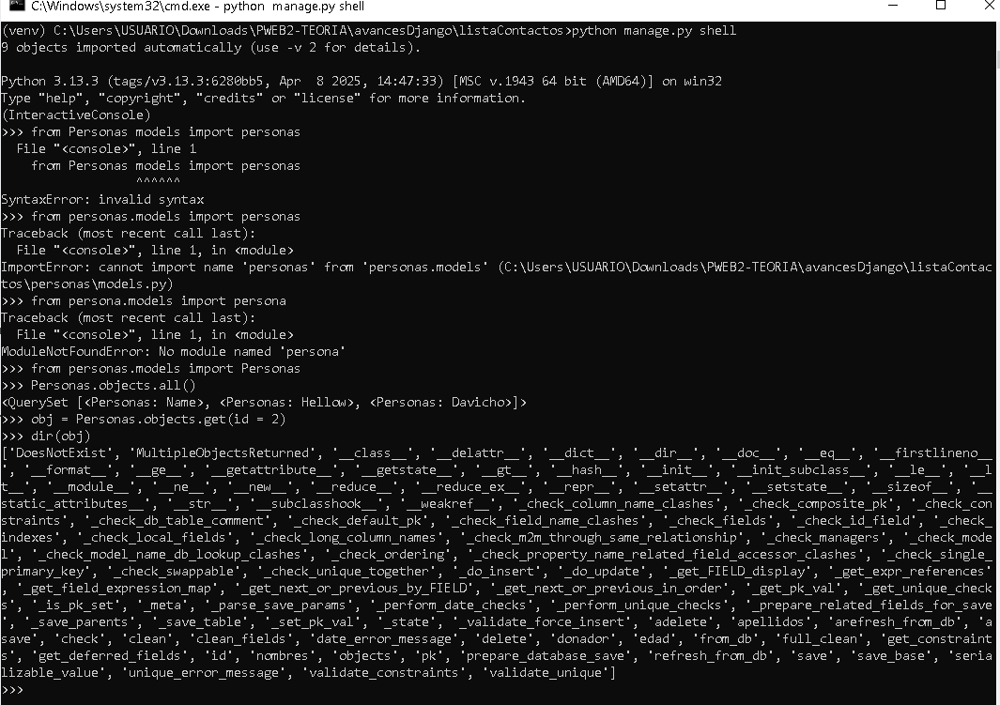 C:\Windows\system32\cmd.exe - python  manage.py shell
(venv) C:\Users\USUARIO\Downloads\PWEB2-TEORIA\avancesDjango\listaContactos>python manage.py shell
9 objects imported automatically (use -v 2 for details).
Python 3.13.3 (tags/v3.13.3:6280bb5, Apr  8 2025, 14:47:33) [MSC v.1943 64 bit (AMD64)] on win32
Type "help", "copyright", "credits" or "license" for more information.
(InteractiveConsole)
>>> from Personas models import personas
  File "<console>", line 1
    from Personas models import personas
                  ^^^^^^
SyntaxError: invalid syntax
>>> from personas.models import personas
Traceback (most recent call last):
  File "<console>", line 1, in <module>
ImportError: cannot import name 'personas' from 'personas.models' (C:\Users\USUARIO\Downloads\PWEB2-TEORIA\avancesDjango\listaContac
tos\personas\models.py)
>>> from persona.models import persona
Traceback (most recent call last):
  File "<console>", line 1, in <module>
ModuleNotFoundError: No module named 'persona'
>>> from personas.models import Personas
>>> Personas.objects.all()
<QuerySet [<Personas: Name>, <Personas: Hellow>, <Personas: Davicho>]>
>>> obj = Personas.objects.get(id = 2)
>>> dir(obj)
['DoesNotExist', 'MultipleObjectsReturned', '__class__', '__delattr__', '__dict__', '__dir__', '__doc__', '__eq__', '__firstlineno__
', '__format__', '__ge__', '__getattribute__', '__getstate__', '__gt__', '__hash__', '__init__', '__init_subclass__', '__le__', '__l
t__', '__module__', '__ne__', '__new__', '__reduce__', '__reduce_ex__', '__repr__', '__setattr__', '__setstate__', '__sizeof__', '__
static_attributes__', '__str__', '__subclasshook__', '__weakref__', '_check_column_name_clashes', '_check_composite_pk', '_check_con
straints', '_check_db_table_comment', '_check_default_pk', '_check_field_name_clashes', '_check_fields', '_check_id_field', '_check_
indexes', '_check_local_fields', '_check_long_column_names', '_check_m2m_through_same_relationship', '_check_managers', '_check_mode
l', '_check_model_name_db_lookup_clashes', '_check_ordering', '_check_property_name_related_field_accessor_clashes', '_check_single_
primary_key', '_check_swappable', '_check_unique_together', '_do_insert', '_do_update', '_get_FIELD_display', '_get_expr_references'
, '_get_field_expression_map', '_get_next_or_previous_by_FIELD', '_get_next_or_previous_in_order', '_get_pk_val', '_get_unique_check
s', '_is_pk_set', '_meta', '_parse_save_params', '_perform_date_checks', '_perform_unique_checks', '_prepare_related_fields_for_save
', '_save_parents', '_save_table', '_set_pk_val', '_state', '_validate_force_insert', 'adelete', 'apellidos', 'arefresh_from_db', 'a
save', 'check', 'clean', 'clean_fields', 'date_error_message', 'delete', 'donador', 'edad', 'from_db', 'full_clean', 'get_constraint
s', 'get_deferred_fields', 'id', 'nombres', 'objects', 'pk', 'prepare_database_save', 'refresh_from_db', 'save', 'save_base', 'seria
lizable_value', 'unique_error_message', 'validate_constraints', 'validate_unique']
>>>